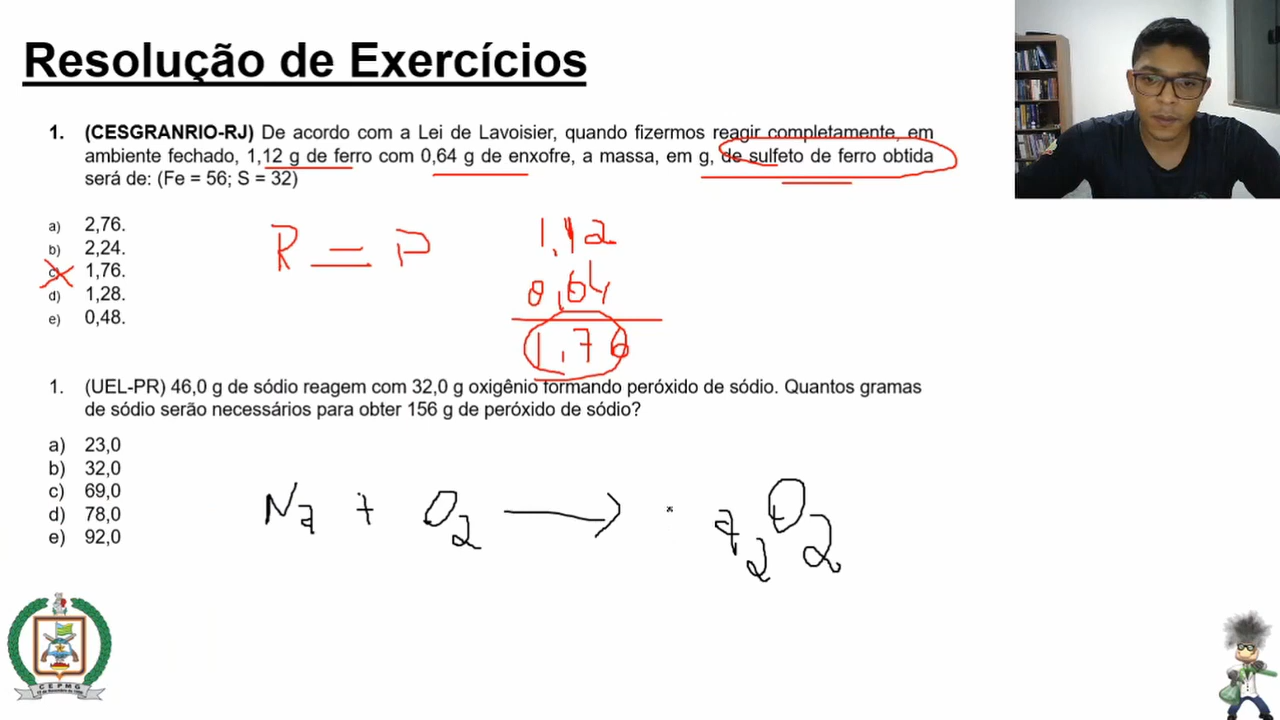 Resolução de Exercícios
1. (CESGRANRIO-RJ) De acordo com a Lei de Lavoisier, quando fizermos reagir completamente, em
ambiente fechado, 1,12 g de ferro com 0,64 g de enxofre, a massa, em g, de sulfeto de ferro obtida
será de: (Fe = 56; S = 32)
a) 2,76.
b) 2,24.
c) 1,76.
d) 1,28.
e) 0,48.
R = P
1,12
0,64
1,76
1. (UEL-PR) 46,0 g de sódio reagem com 32,0 g oxigênio formando peróxido de sódio. Quantos gramas
de sódio serão necessários para obter 156 g de peróxido de sódio?
a) 23,0
b) 32,0
c) 69,0
d) 78,0
e) 92,0
Na + O2 → a2O2
CEPMG